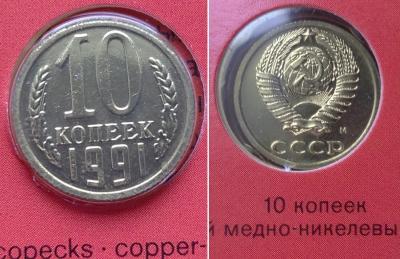 10
КОПЕЕК
1991
copecks · copper-
СССР
И
10 копеек
й медно-никелевы